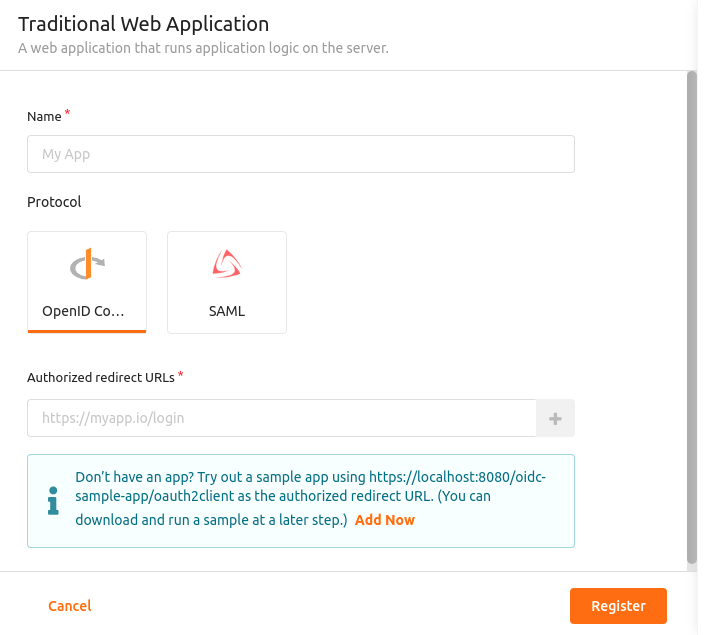 Traditional Web Application
A web application that runs application logic on the server.
Name *
My App
Protocol
OpenID Co...
SAML
Authorized redirect URLs *
https://myapp.io/login
Don’t have an app? Try out a sample app using https://localhost:8080/oidc-
sample-app/oauth2client as the authorized redirect URL. (You can
download and run a sample at a later step.) Add Now
Cancel
Register